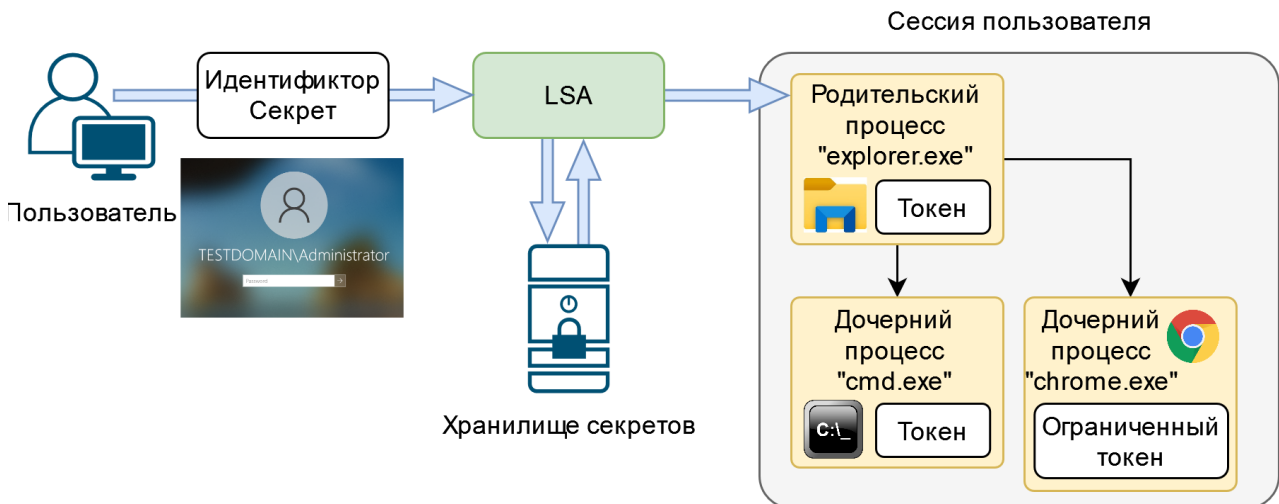 Сессия пользователя
Идентификтор
Секрет
LSA
Родительский
процесс
"explorer.exe"
Токен
Пользователь
TESTDOMAIN\Administrator
Password
Дочерний
процесс
"cmd.exe"
C:\_
Токен
Дочерний
процесс
"chrome.exe"
Ограниченный
токен
Хранилище секретов